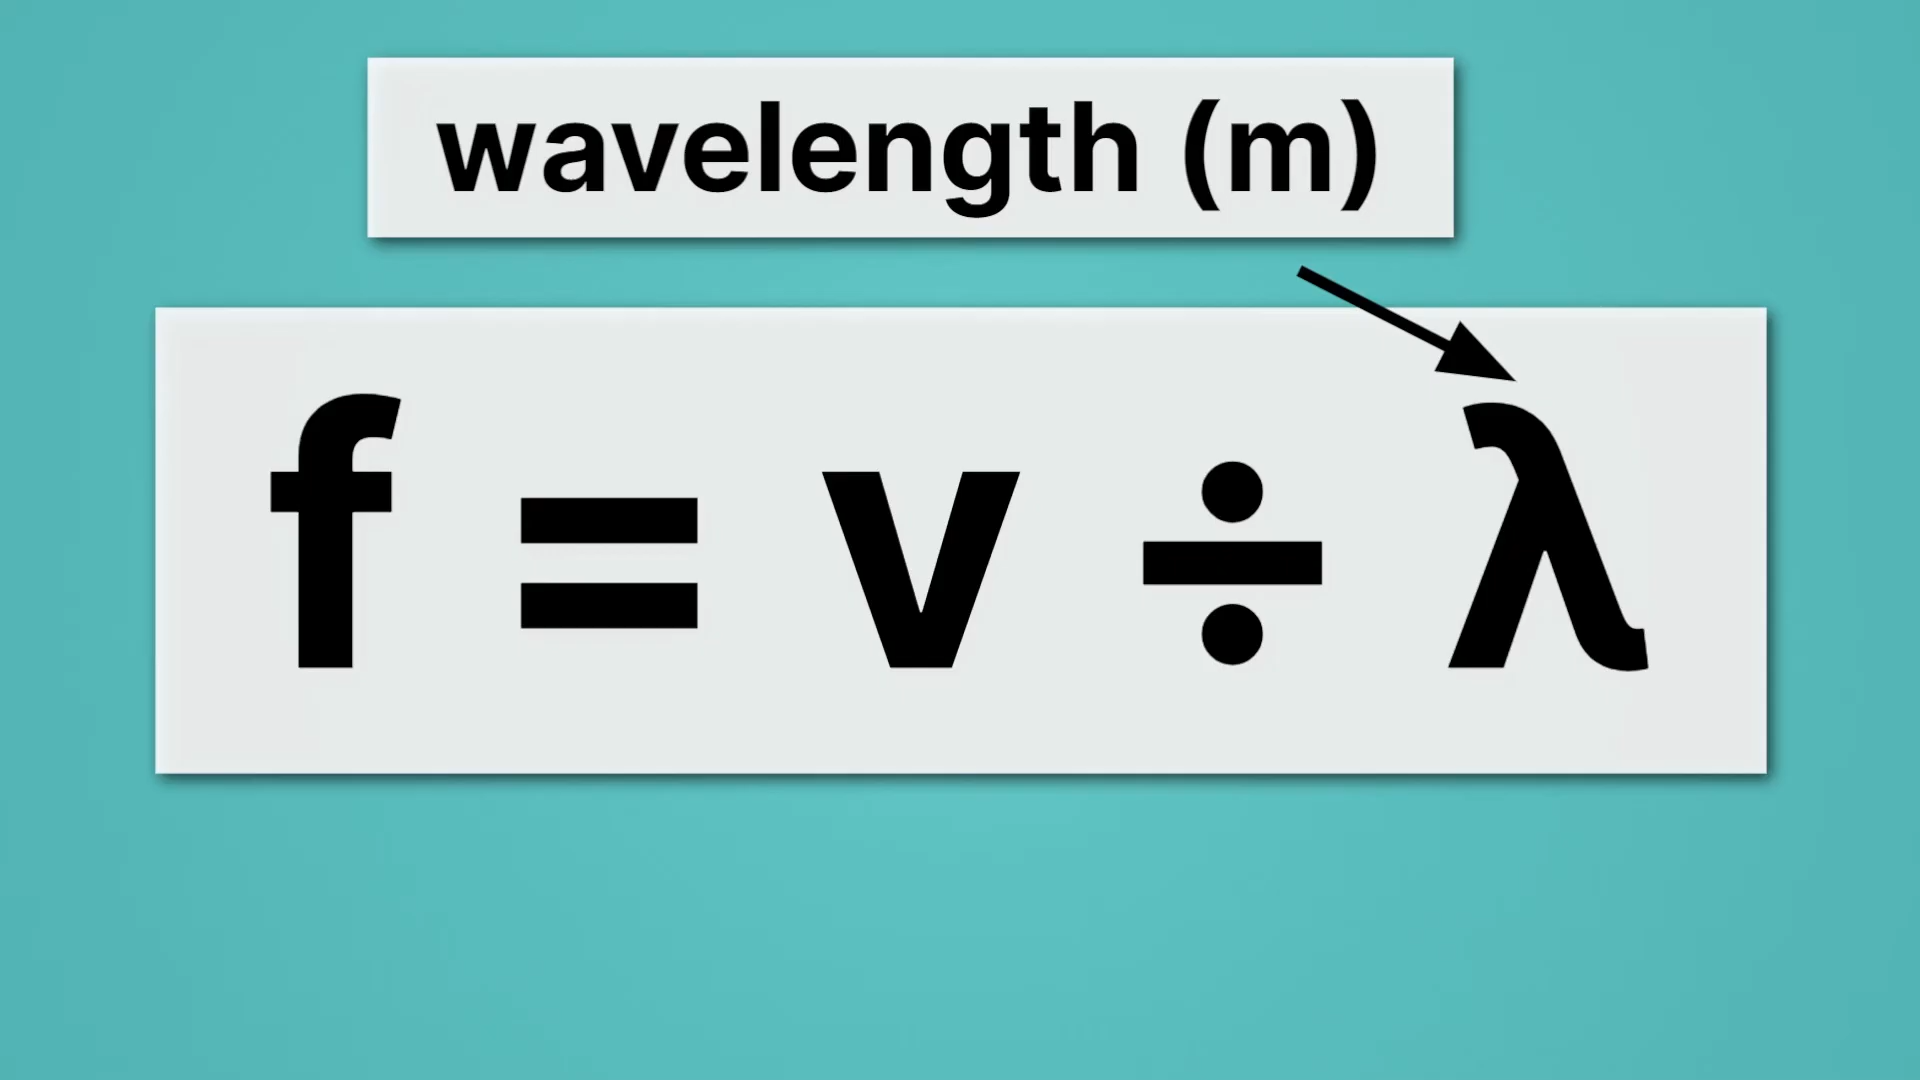 wavelength (m)
f = v ÷ λ